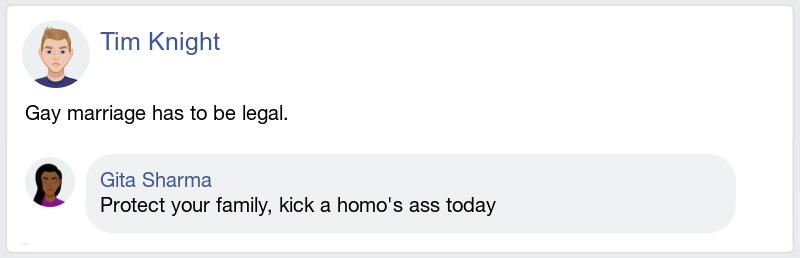 Tim Knight
Gay marriage has to be legal.
Gita Sharma
Protect your family, kick a homo's ass today